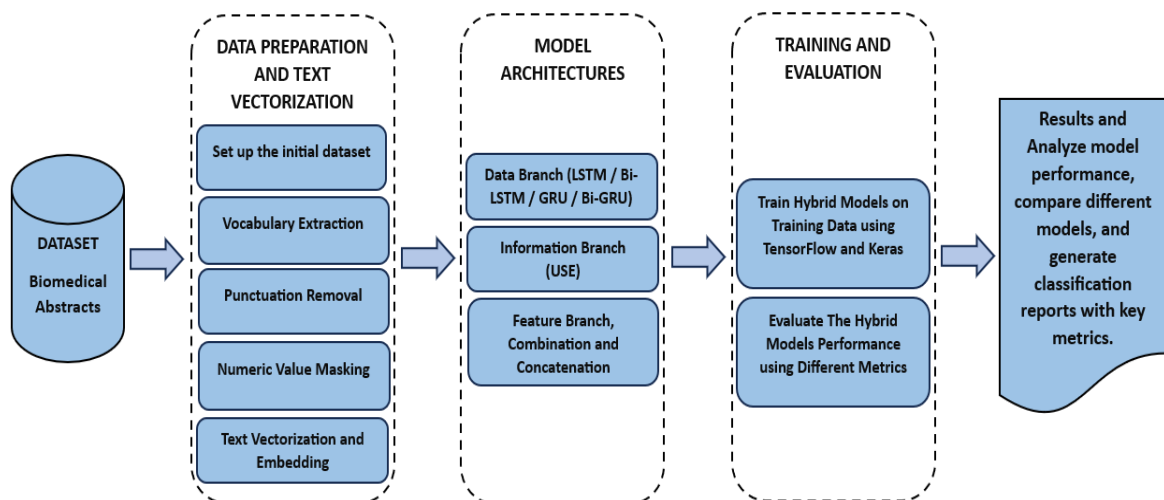 DATASET
Biomedical
Abstracts
DATA PREPARATION
AND TEXT
VECTORIZATION
Set up the initial dataset
Vocabulary Extraction
Punctuation Removal
Numeric Value Masking
Text Vectorization and
Embedding
MODEL
ARCHITECTURES
Data Branch (LSTM / Bi-
LSTM / GRU / Bi-GRU)
Information Branch
(USE)
Feature Branch,
Combination and
Concatenation
TRAINING AND
EVALUATION
Train Hybrid Models on
Training Data using
TensorFlow and Keras
Evaluate The Hybrid
Models Performance
using Different Metrics
Results and
Analyze model
performance,
compare different
models, and
generate
classification
reports with key
metrics.